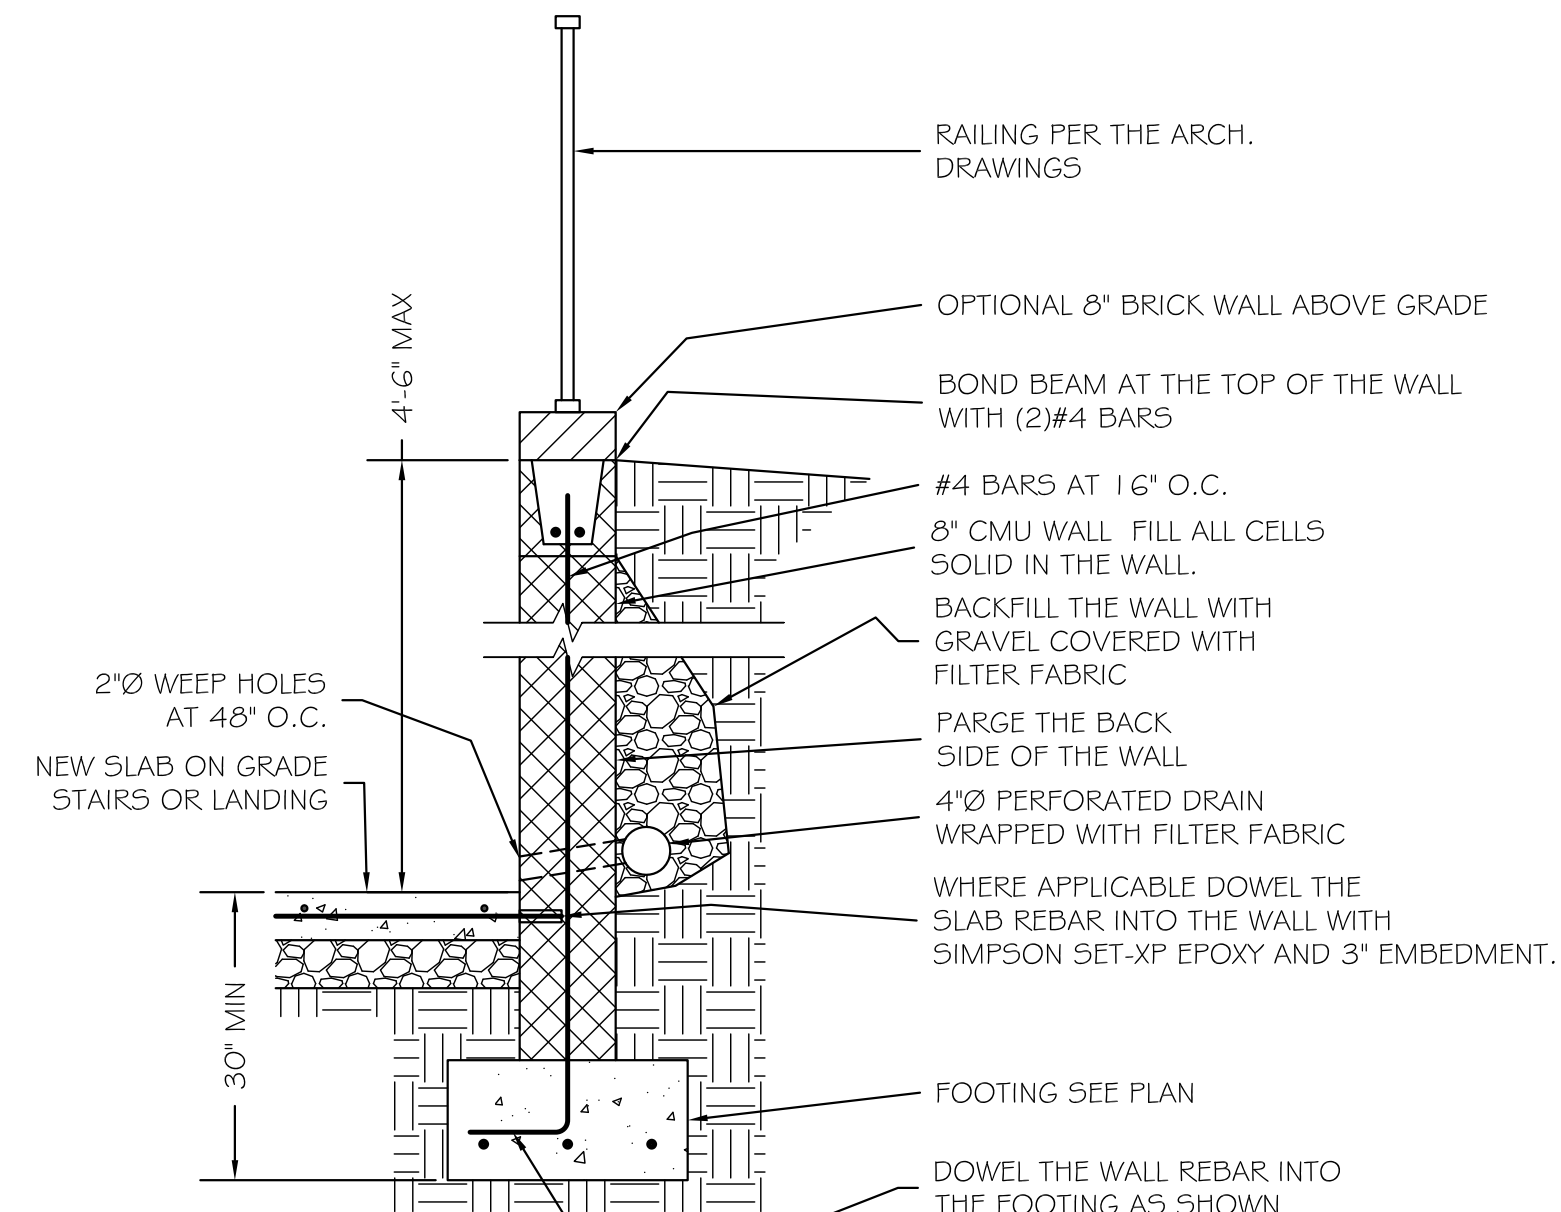 RAILING PER THE ARCH.
DRAWINGS
OPTIONAL 8" BRICK WALL ABOVE GRADE
4'-6" MAX
BOND BEAM AT THE TOP OF THE WALL
WITH (2)#4 BARS
#4 BARS AT 16" O.C.
8" CMU WALL FILL ALL CELLS
SOLID IN THE WALL.
BACKFILL THE WALL WITH
GRAVEL COVERED WITH
FILTER FABRIC
2"Ø WEEP HOLES
AT 48" O.C.
PARGE THE BACK
SIDE OF THE WALL
NEW SLAB ON GRADE
STAIRS OR LANDING
4"Ø PERFORATED DRAIN
WRAPPED WITH FILTER FABRIC
WHERE APPLICABLE DOWEL THE
SLAB REBAR INTO THE WALL WITH
SIMPSON SET-XP EPOXY AND 3" EMBEDMENT.
30" MIN
FOOTING SEE PLAN
DOWEL THE WALL REBAR INTO
THE FOOTING AS SHOWN